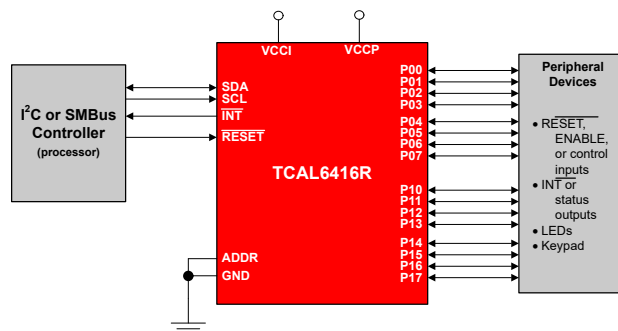 VCCI
VCCP
I2C or SMBus
Controller
(processor)
SDA
SCL
INT
RESET
ADDR
GND
TCAL6416R
P00
P01
P02
P03
P04
P05
P06
P07
P10
P11
P12
P13
P14
P15
P16
P17
Peripheral
Devices
• RESET,
ENABLE,
or control
inputs
• INT or
status
outputs
• LEDs
• Keypad